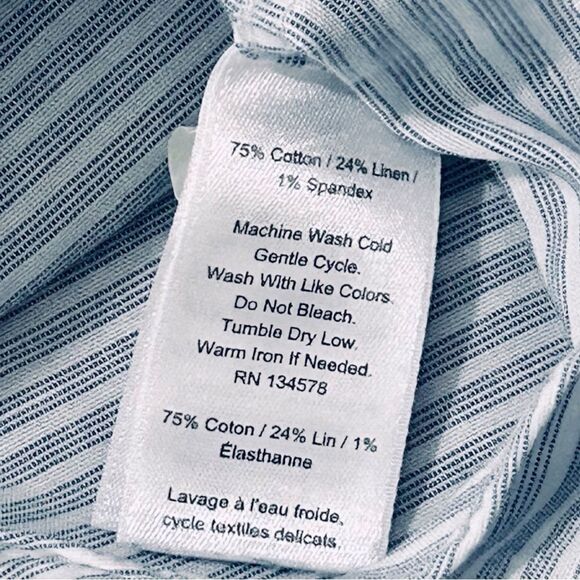 75% Cotton / 24% Linen /
1% Spandex
Machine Wash Cold
Gentle Cycle.
Wash With Like Colors.
Do Not Bleach.
Tumble Dry Low.
Warm Iron If Needed.
RN 134578
75% Coton / 24% Lin / 1%
Élasthanne
Lavage à l'eau froide,
cycle textiles delicats.